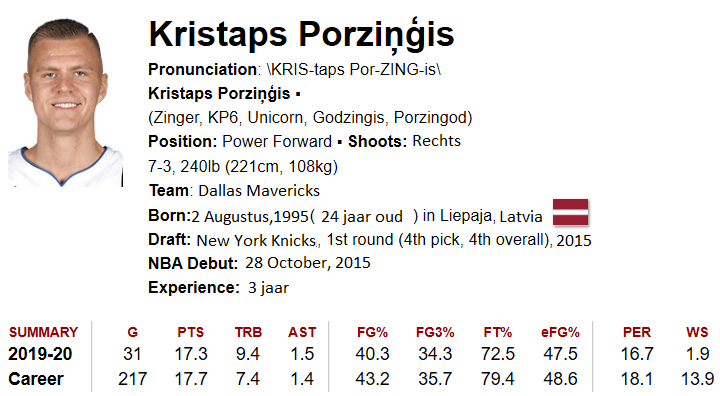 Kristaps Porziņģis
Pronunciation: \KRIS-taps Por-ZING-is\
Kristaps Porziņģis ▪
(Zinger, KP6, Unicorn, Godzingis, Porzingod)
Position: Power Forward ▪ Shoots: Rechts
7-3, 240lb (221cm, 108kg)
Team: Dallas Mavericks
Born:2 Augustus,1995( 24 jaar oud ) in Liepaja, Latvia
Draft: New York Knicks, 1st round (4th pick, 4th overall), 2015
NBA Debut: 28 October, 2015
Experience: 3 jaar
SUMMARY G PTS TRB AST FG% FG3% FT% eFG% PER WS
2019-20 31 17.3 9.4 1.5 40.3 34.3 72.5 47.5 16.7 1.9
Career 217 17.7 7.4 1.4 43.2 35.7 79.4 48.6 18.1 13.9